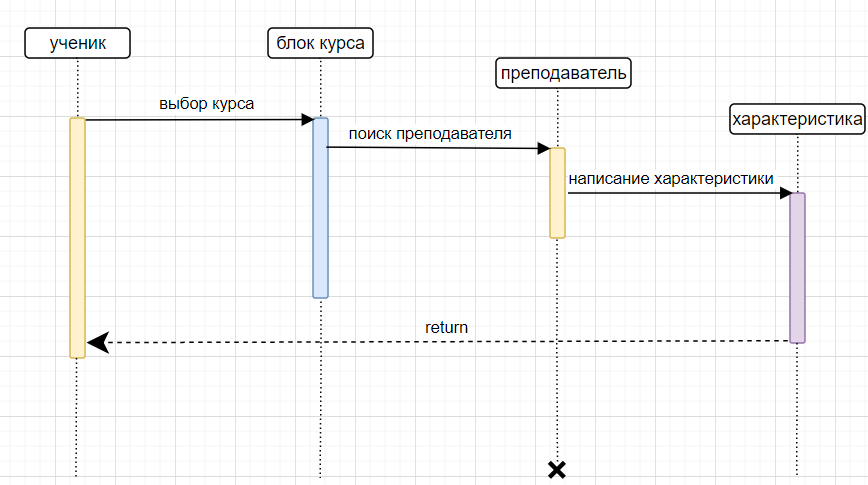 ученик
блок курса
преподаватель
выбор курса
характеристика
поиск преподавателя
написание характеристики
return